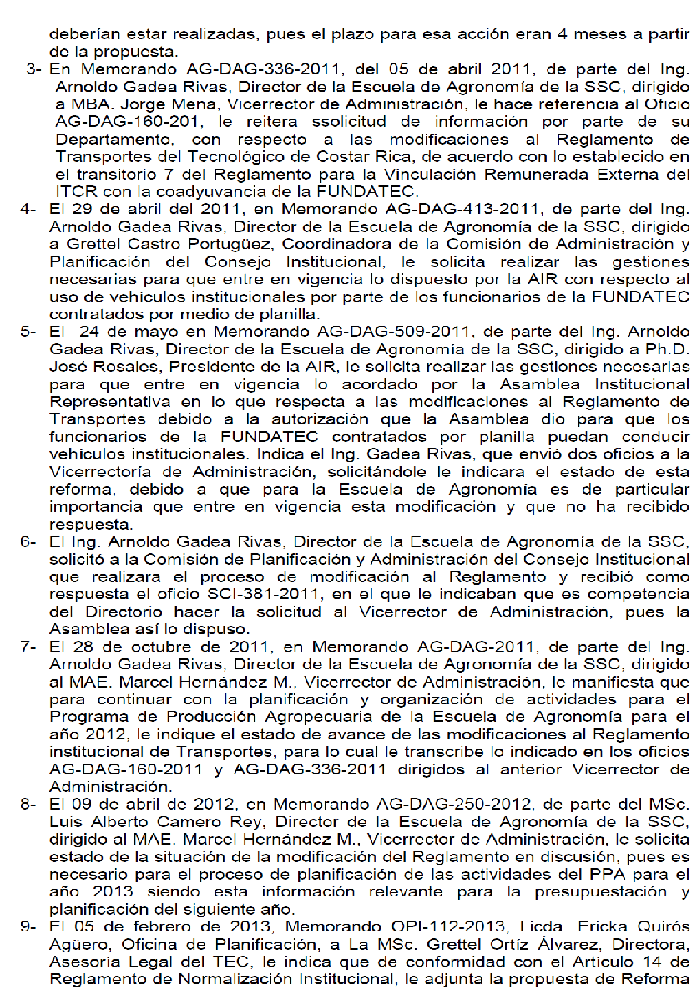 deberían estar realizadas, pues el plazo para esa acción eran 4 meses a partir
de la propuesta.
3- En Memorando AG-DAG-336-2011, del 05 de abril 2011, de parte del Ing.
Arnoldo Gadea Rivas, Director de la Escuela de Agronomía de la SSC, dirigido
a MBA. Jorge Mena, Vicerrector de Administración, le hace referencia al Oficio
AG-DAG-160-201, le reitera ssolicitud de información por parte de su
Departamento, con respecto a las modificaciones al Reglamento de
Transportes del Tecnológico de Costar Rica, de acuerdo con lo establecido en
el transitorio 7 del Reglamento para la Vinculación Remunerada Externa del
ITCR con la coadyuvancia de la FUNDATEC.
4- El 29 de abril del 2011, en Memorando AG-DAG-413-2011, de parte del Ing.
Arnoldo Gadea Rivas, Director de la Escuela de Agronomía de la SSC, dirigido
a Grettel Castro Portugüez, Coordinadora de la Comisión de Administración y
Planificación del Consejo Institucional, le solicita realizar las gestiones
necesarias para que entre en vigencia lo dispuesto por la AIR con respecto al
uso de vehículos institucionales por parte de los funcionarios de la FUNDATEC
contratados por medio de planilla.
5- El 24 de mayo en Memorando AG-DAG-509-2011, de parte del Ing. Arnoldo
Gadea Rivas, Director de la Escuela de Agronomía de la SSC, dirigido a Ph.D.
José Rosales, Presidente de la AIR, le solicita realizar las gestiones necesarias
para que entre en vigencia lo acordado por la Asamblea Institucional
Representativa en lo que respecta a las modificaciones al Reglamento de
Transportes debido a la autorización que la Asamblea dio para que los
funcionarios de la FUNDATEC contratados por planilla puedan conducir
vehículos institucionales. Indica el Ing. Gadea Rivas, que envió dos oficios a la
Vicerrectoría de Administración, solicitándole le indicara el estado de esta
reforma, debido a que para la Escuela de Agronomía es de particular
importancia que entre en vigencia esta modificación y que no ha recibido
respuesta.
6- El Ing. Arnoldo Gadea Rivas, Director de la Escuela de Agronomía de la SSC,
solicitó a la Comisión de Planificación y Administración del Consejo Institucional
que realizara el proceso de modificación al Reglamento y recibió como
respuesta el oficio SCI-381-2011, en el que le indicaban que es competencia
del Directorio hacer la solicitud al Vicerrector de Administración, pues la
Asamblea así lo dispuso.
7- El 28 de octubre de 2011, en Memorando AG-DAG-2011, de parte del Ing.
Arnoldo Gadea Rivas, Director de la Escuela de Agronomía de la SSC, dirigido
al MAE. Marcel Hernández M., Vicerrector de Administración, le manifiesta que
para continuar con la planificación y organización de actividades para el
Programa de Producción Agropecuaria de la Escuela de Agronomía para el
año 2012, le indique el estado de avance de las modificaciones al Reglamento
institucional de Transportes, para lo cual le transcribe lo indicado en los oficios
AG-DAG-160-2011 y AG-DAG-336-2011 dirigidos al anterior Vicerrector de
Administración.
8- El 09 de abril de 2012, en Memorando AG-DAG-250-2012, de parte del MSc.
Luis Alberto Camero Rey, Director de la Escuela de Agronomía de la SSC,
dirigido al MAE. Marcel Hernández M., Vicerrector de Administración, le solicita
estado de la situación de la modificación del Reglamento en discusión, pues es
necesario para el proceso de planificación de las actividades del PPA para el
año 2013 siendo esta información relevante para la presupuestación y
planificación del siguiente año.
9- El 05 de febrero de 2013, Memorando OPI-112-2013, Licda. Ericka Quirós
Agüero, Oficina de Planificación, a La MSc. Grettel Ortíz Álvarez, Directora,
Asesoría Legal del TEC, le indica que de conformidad con el Artículo 14 de
Reglamento de Normalización Institucional, le adjunta la propuesta de Reforma